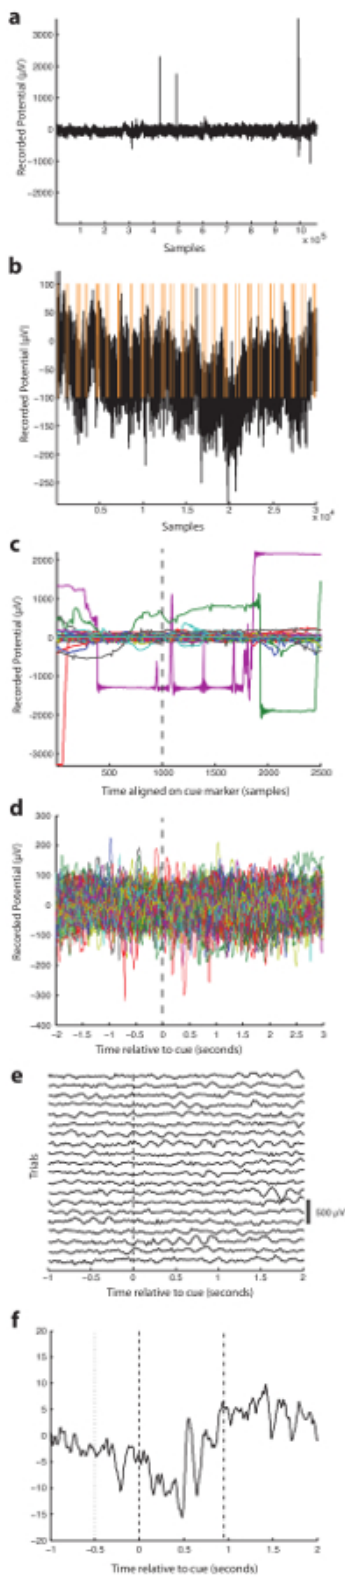 a
3000
2000
1000
0
−1000
−2000
Recorded Potential (µV)
1 2 3 4 5 6 7 8 9 10
x 10⁵
Samples
b
100
50
0
−50
−100
−150
−200
−250
Recorded Potential (µV)
0.5 1 1.5 2 2.5 3
x 10⁴
Samples
c
2000
1000
0
−1000
−2000
−3000
Recorded Potential (µV)
500 1000 1500 2000 2500
Time aligned on cue marker (samples)
d
300
200
100
0
−100
−200
−300
−400
Recorded Potential (µV)
−2 −1.5 −1 −0.5 0 0.5 1 1.5 2 2.5 3
Time relative to cue (seconds)
e
Trials
500 µV
−1 −0.5 0 0.5 1 1.5 2
Time relative to cue (seconds)
f
20
15
10
5
0
−5
−10
−15
−20
−1 −0.5 0 0.5 1 1.5 2
Time relative to cue (seconds)